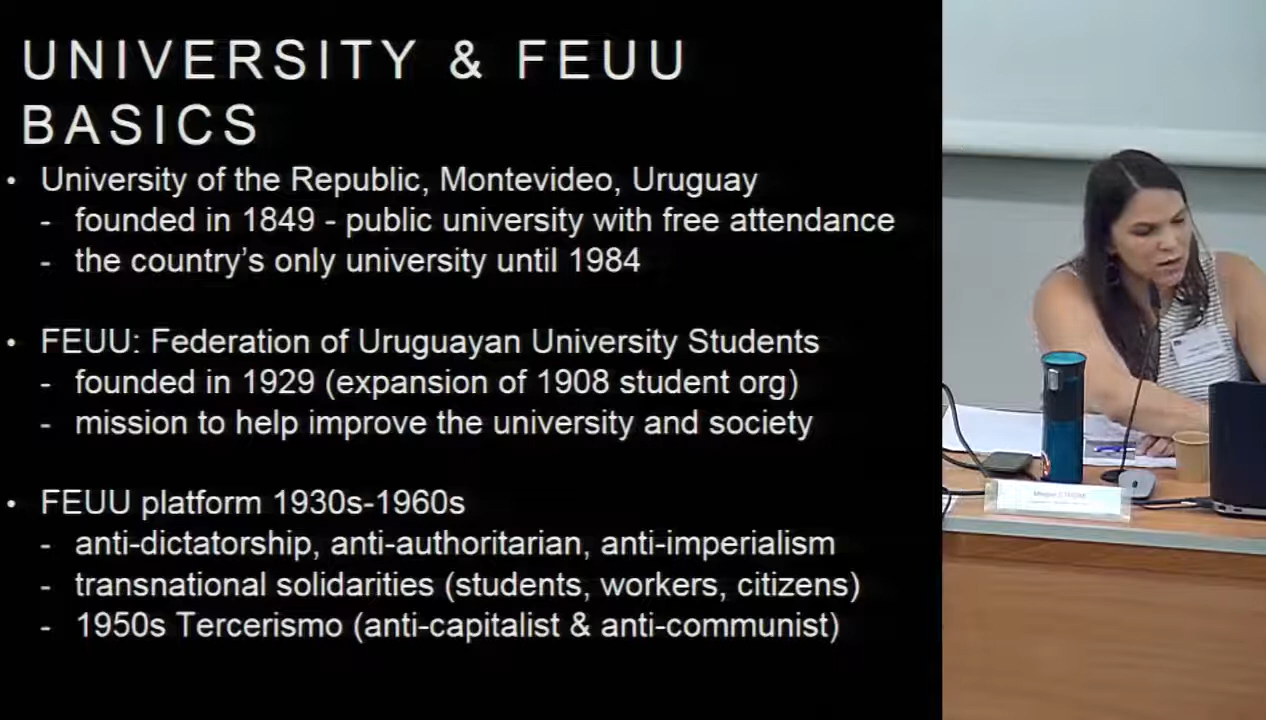 UNIVERSITY & FEUU
BASICS
• University of the Republic, Montevideo, Uruguay
- founded in 1849 - public university with free attendance
- the country's only university until 1984
• FEUU: Federation of Uruguayan University Students
- founded in 1929 (expansion of 1908 student org)
- mission to help improve the university and society
• FEUU platform 1930s-1960s
- anti-dictatorship, anti-authoritarian, anti-imperialism
- transnational solidarities (students, workers, citizens)
- 1950s Tercerismo (anti-capitalist & anti-communist)